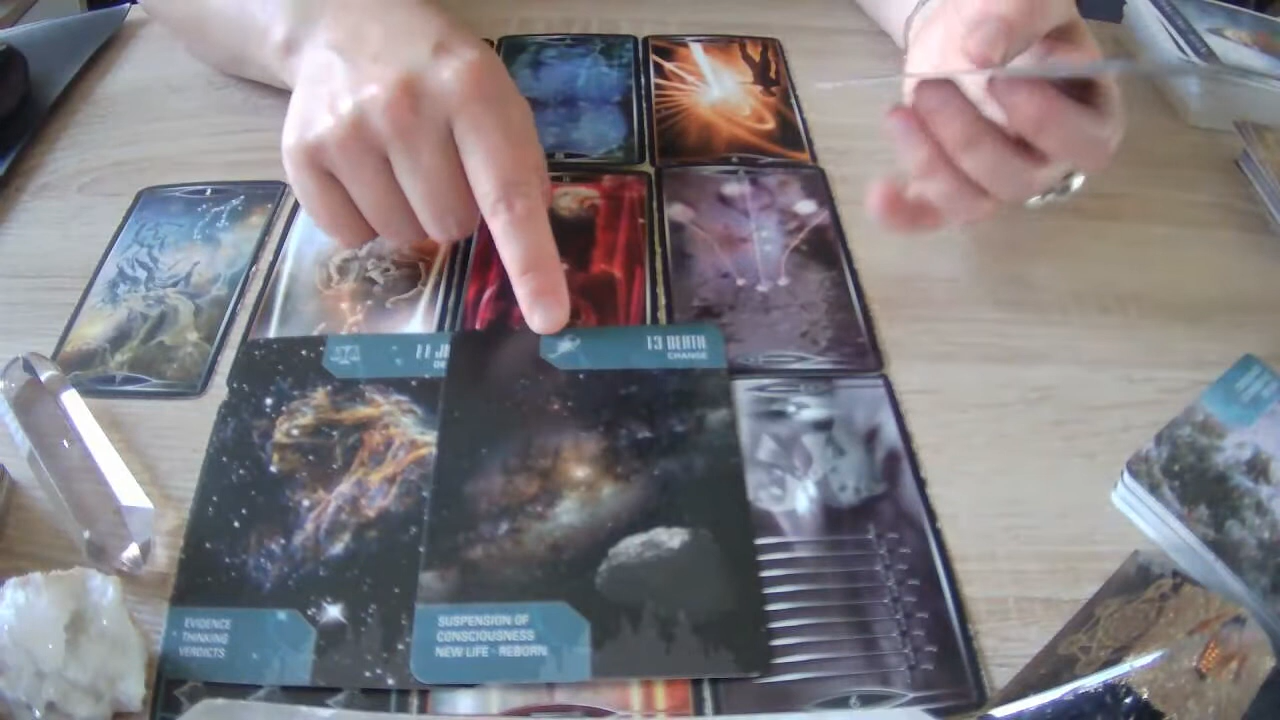 13 DEATH
CHANGE
EVIDENCE
THINKING
VERDICTS
SUSPENSION OF
CONSCIOUSNESS
NEW LIFE - REBORN